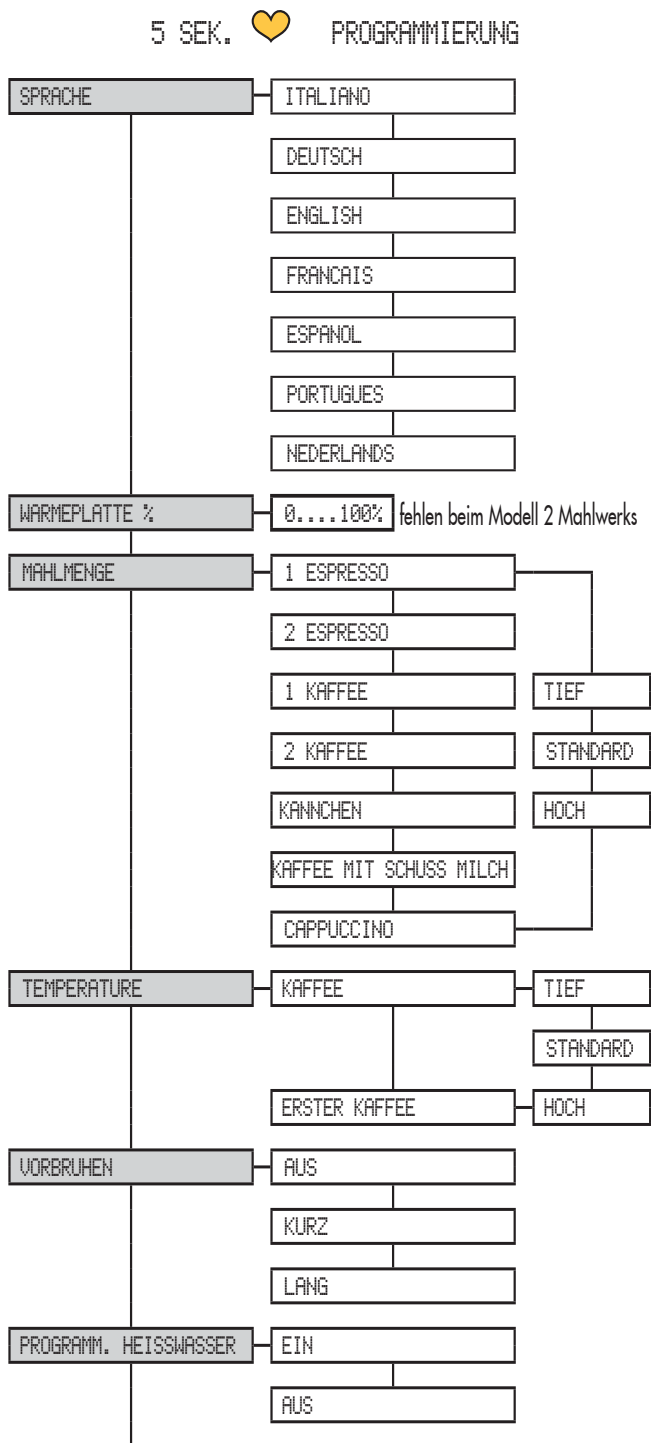 5 SEK. PROGRAMMIERUNG
SPRACHE
ITALIANO
DEUTSCH
ENGLISH
FRANCAIS
ESPANOL
PORTUGUES
NEDERLANDS
WARMEPLATTE %
0....100% fehlen beim Modell 2 Mahlwerks
MAHLMENGE
1 ESPRESSO
2 ESPRESSO
1 KAFFEE
2 KAFFEE
KANNCHEN
KAFFEE MIT SCHUSS MILCH
CAPPUCCINO
TIEF
STANDARD
HOCH
TEMPERATURE
KAFFEE
TIEF
STANDARD
ERSTER KAFFEE
HOCH
VORBRUHEN
AUS
KURZ
LANG
PROGRAMM. HEISSWASSER
EIN
AUS